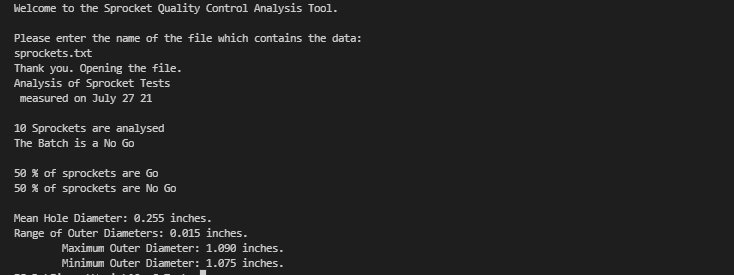 Welcome to the Sprocket Quality Control Analysis Tool.
Please enter the name of the file which contains the data:
sprockets.txt
Thank you. Opening the file.
Analysis of Sprocket Tests
measured on July 27 21
10 Sprockets are analysed
The Batch is a No Go
50 % of sprockets are Go
50 % of sprockets are No Go
Mean Hole Diameter: 0.255 inches.
Range of Outer Diameters: 0.015 inches.
Maximum Outer Diameter: 1.090 inches.
Minimum Outer Diameter: 1.075 inches.